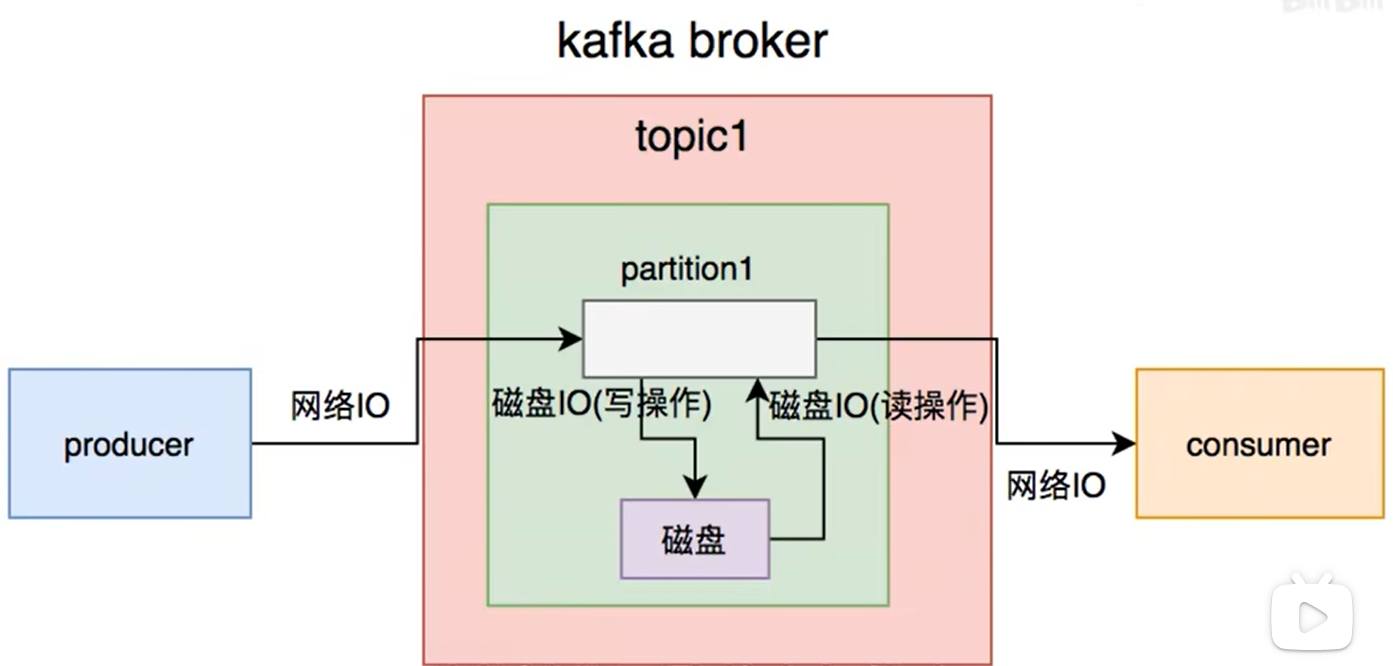 kafka broker
topic1
partition1
网络IO
磁盘IO(写操作)
磁盘IO(读操作)
producer
consumer
网络IO
磁盘